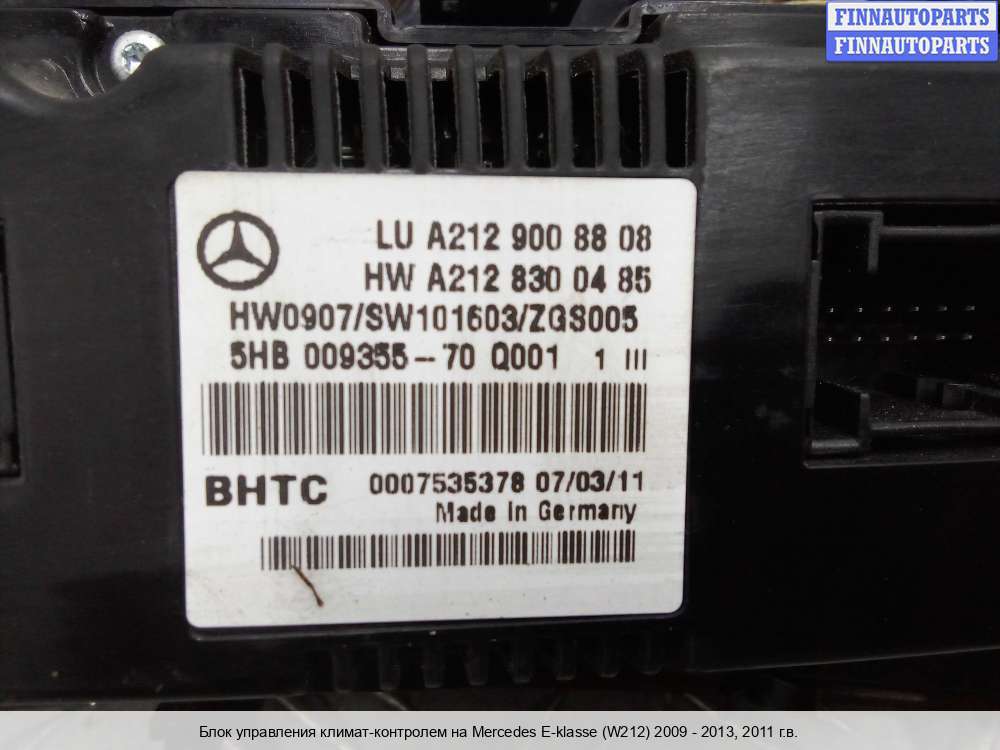 FINNAUTOPARTS
FINNAUTOPARTS
LU A212 900 88 08
HW A212 830 04 85
HW0907/SW101603/ZGS005
5HB 009355-70 Q001 1 III
BHTC 0007535378 07/03/11
Made in Germany
Блок управления климат-контролем на Mercedes E-klasse (W212) 2009 - 2013, 2011 г.в.